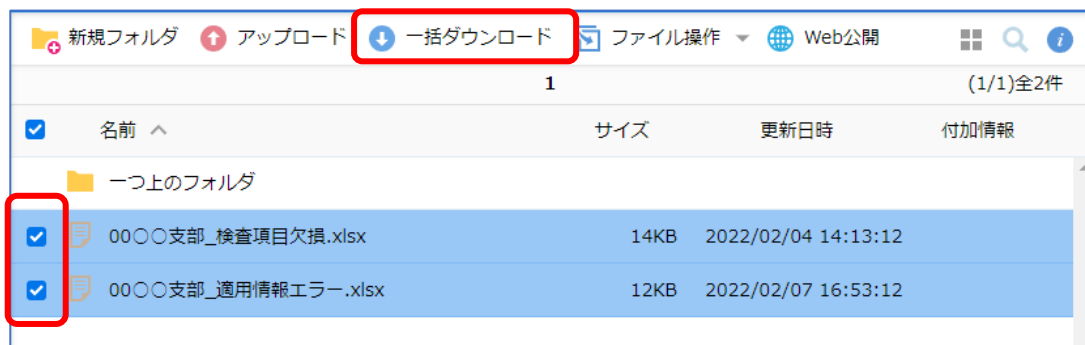 新規フォルダ アップロード 一括ダウンロード ファイル操作 Web公開
1 (1/1)全2件
名前 サイズ 更新日時 付加情報
一つ上のフォルダ
00○○支部_検査項目欠損.xlsx 14KB 2022/02/04 14:13:12
00○○支部_適用情報エラー.xlsx 12KB 2022/02/07 16:53:12